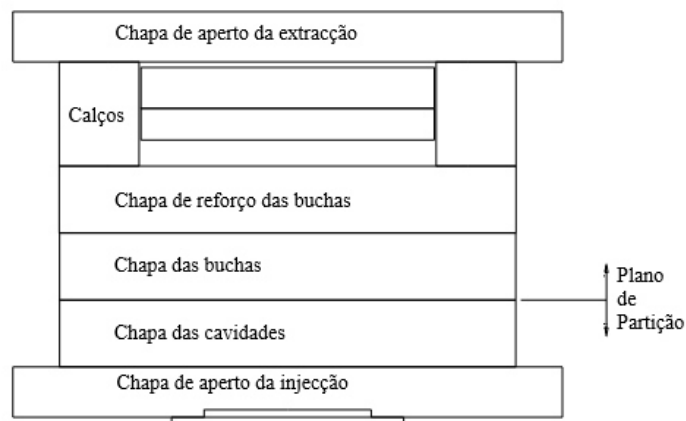 Chapa de aperto da extracção
Calços
Chapa de reforço das buchas
Chapa das buchas
Plano
de
Partição
Chapa das cavidades
Chapa de aperto da injecção